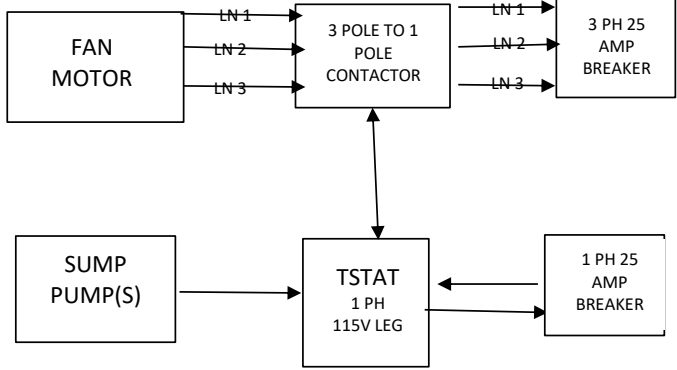 FAN
MOTOR
LN 1
LN 2
LN 3
3 POLE TO 1
POLE
CONTACTOR
LN 1
LN 2
LN 3
3 PH 25
AMP
BREAKER
SUMP
PUMP(S)
TSTAT
1 PH
115V LEG
1 PH 25
AMP
BREAKER